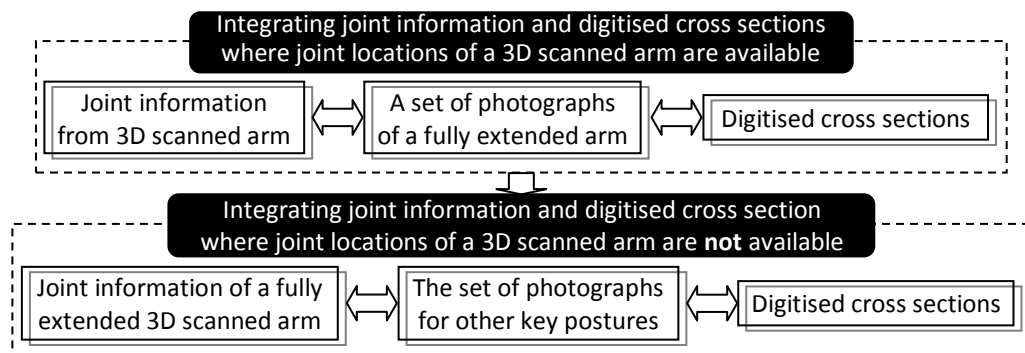 Integrating joint information and digitised cross sections
where joint locations of a 3D scanned arm are available
Joint information
from 3D scanned arm
A set of photographs
of a fully extended arm
Digitised cross sections
Integrating joint information and digitised cross section
where joint locations of a 3D scanned arm are not available
Joint information of a fully
extended 3D scanned arm
The set of photographs
for other key postures
Digitised cross sections